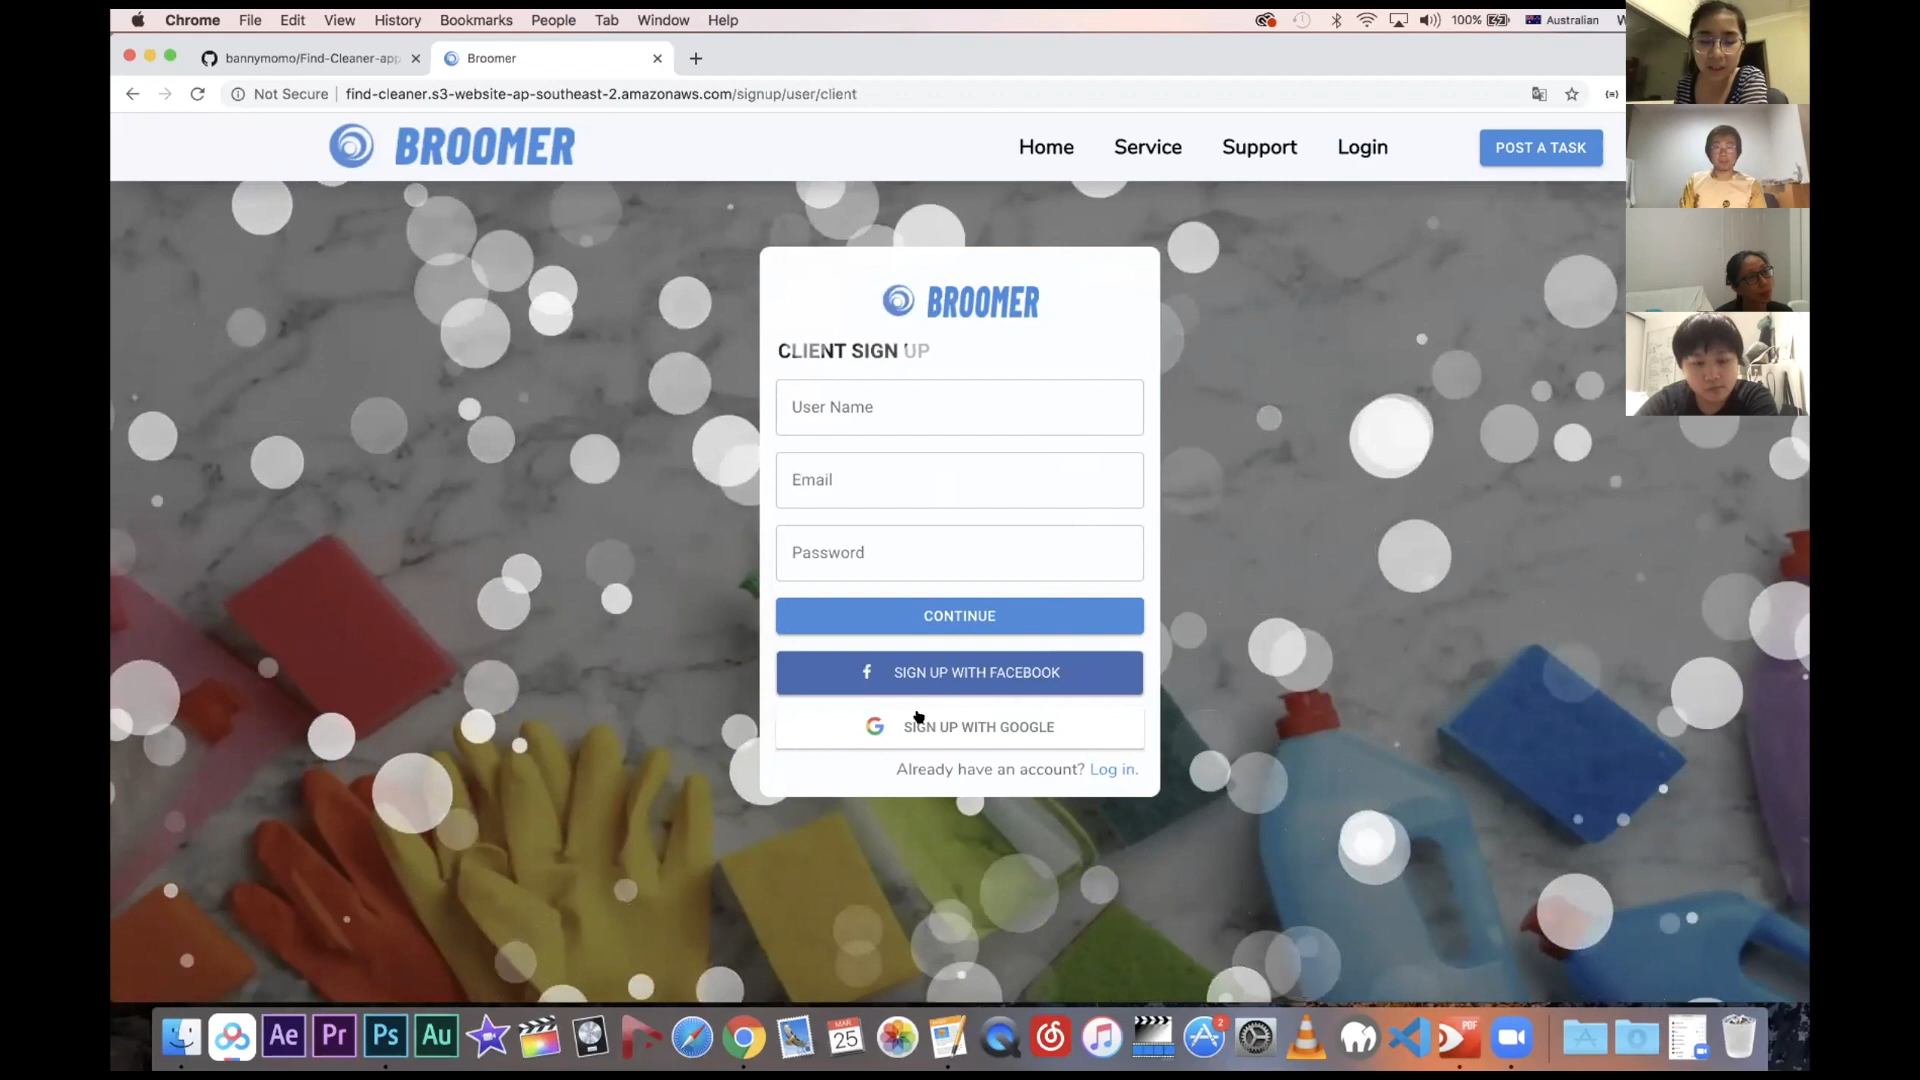 Chrome File Edit View History Bookmarks People Tab Window Help
100% Australian
bannymomo/Find-Cleaner-app
Broomer
Not Secure
find-cleaner.s3-website-ap-southeast-2.amazonaws.com/signup/user/client
BROOMER
Home Service Support Login POST A TASK
BROOMER
CLIENT SIGN UP
User Name
Email
Password
CONTINUE
SIGN UP WITH FACEBOOK
SIGN UP WITH GOOGLE
Already have an account? Log in.
Ae Pr Ps Au
MAR
25
2
PDF